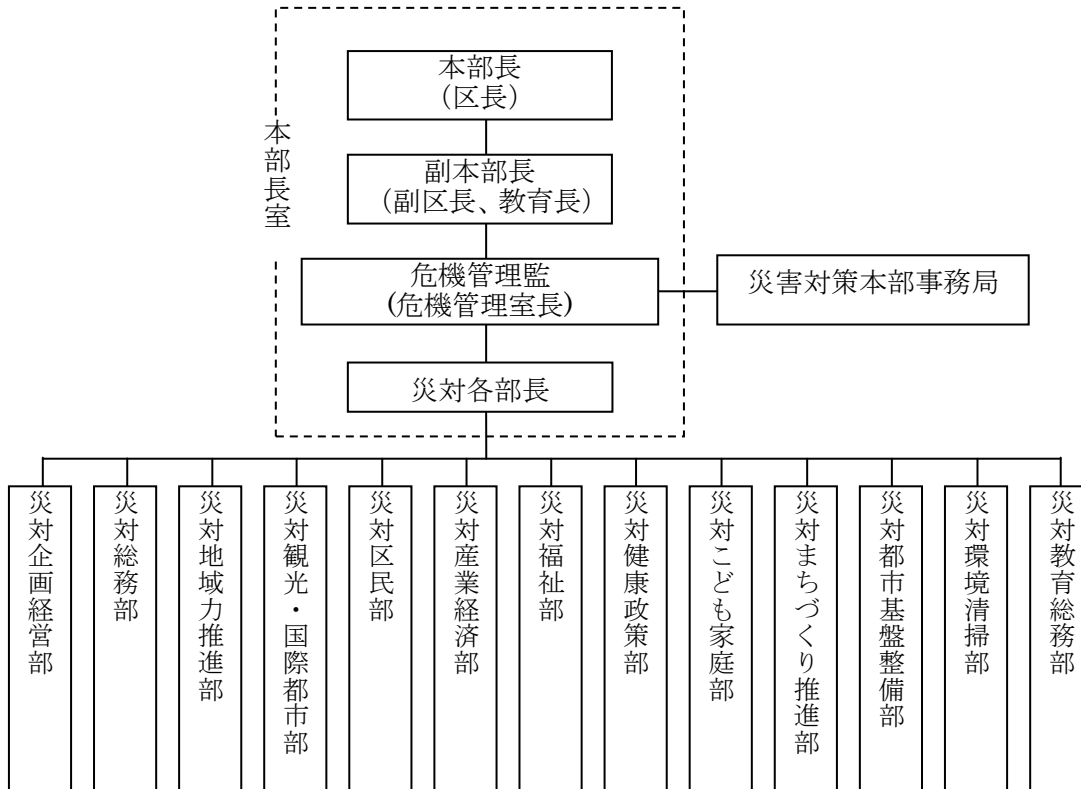 本部長室
本部長
（区長）
副本部長
（副区長、教育長）
危機管理監
(危機管理室長)
災害対策本部事務局
災対各部長
災対企画経営部
災対総務部
災対地域力推進部
災対観光・国際都市部
災対区民部
災対産業経済部
災対福祉部
災対健康政策部
災対こども家庭部
災対まちづくり推進部
災対都市基盤整備部
災対環境清掃部
災対教育総務部